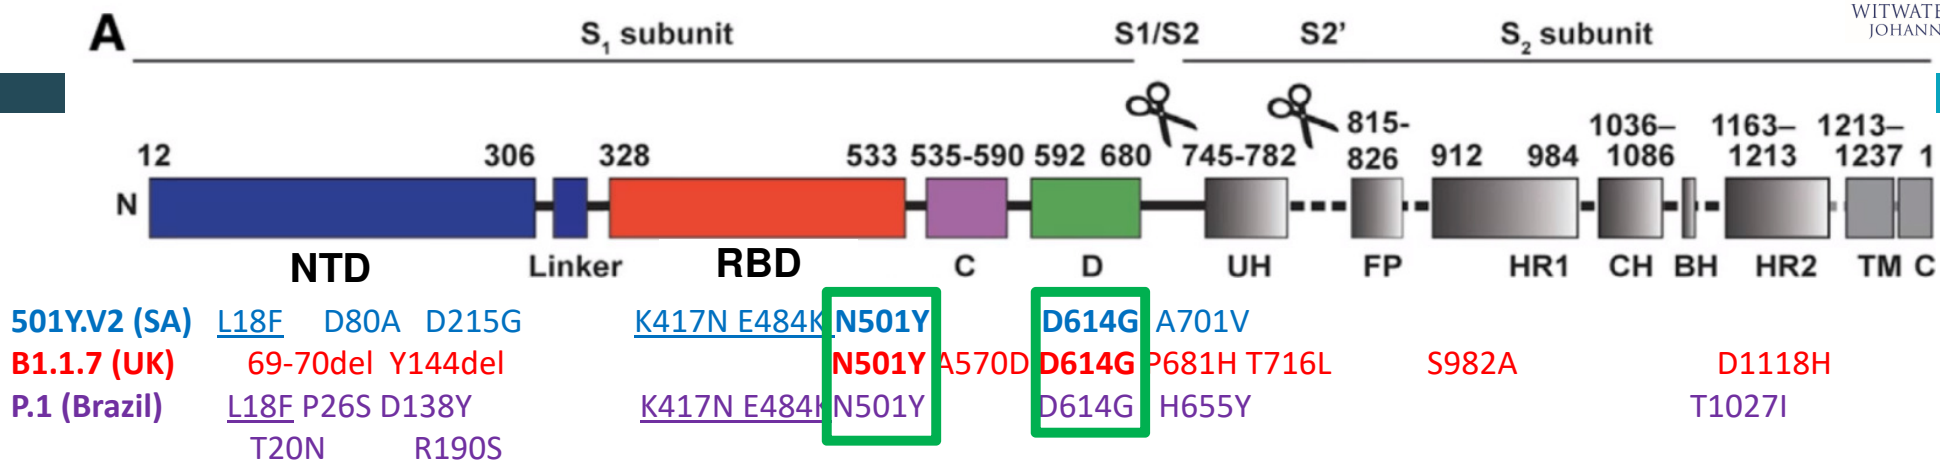 WITWATE
JOHANN
A
S1 subunit S1/S2 S2' S2 subunit
815- 1036– 1163– 1213–
12 306 328 533 535-590 592 680 745-782 826 912 984 1086 1213 1237 1
N
NTD Linker RBD C D UH FP HR1 CH BH HR2 TM C
501Y.V2 (SA) L18F D80A D215G K417N E484K N501Y D614G A701V
B1.1.7 (UK) 69-70del Y144del N501Y A570D D614G P681H T716L S982A D1118H
P.1 (Brazil) L18F P26S D138Y K417N E484K N501Y D614G H655Y T1027I
T20N R190S